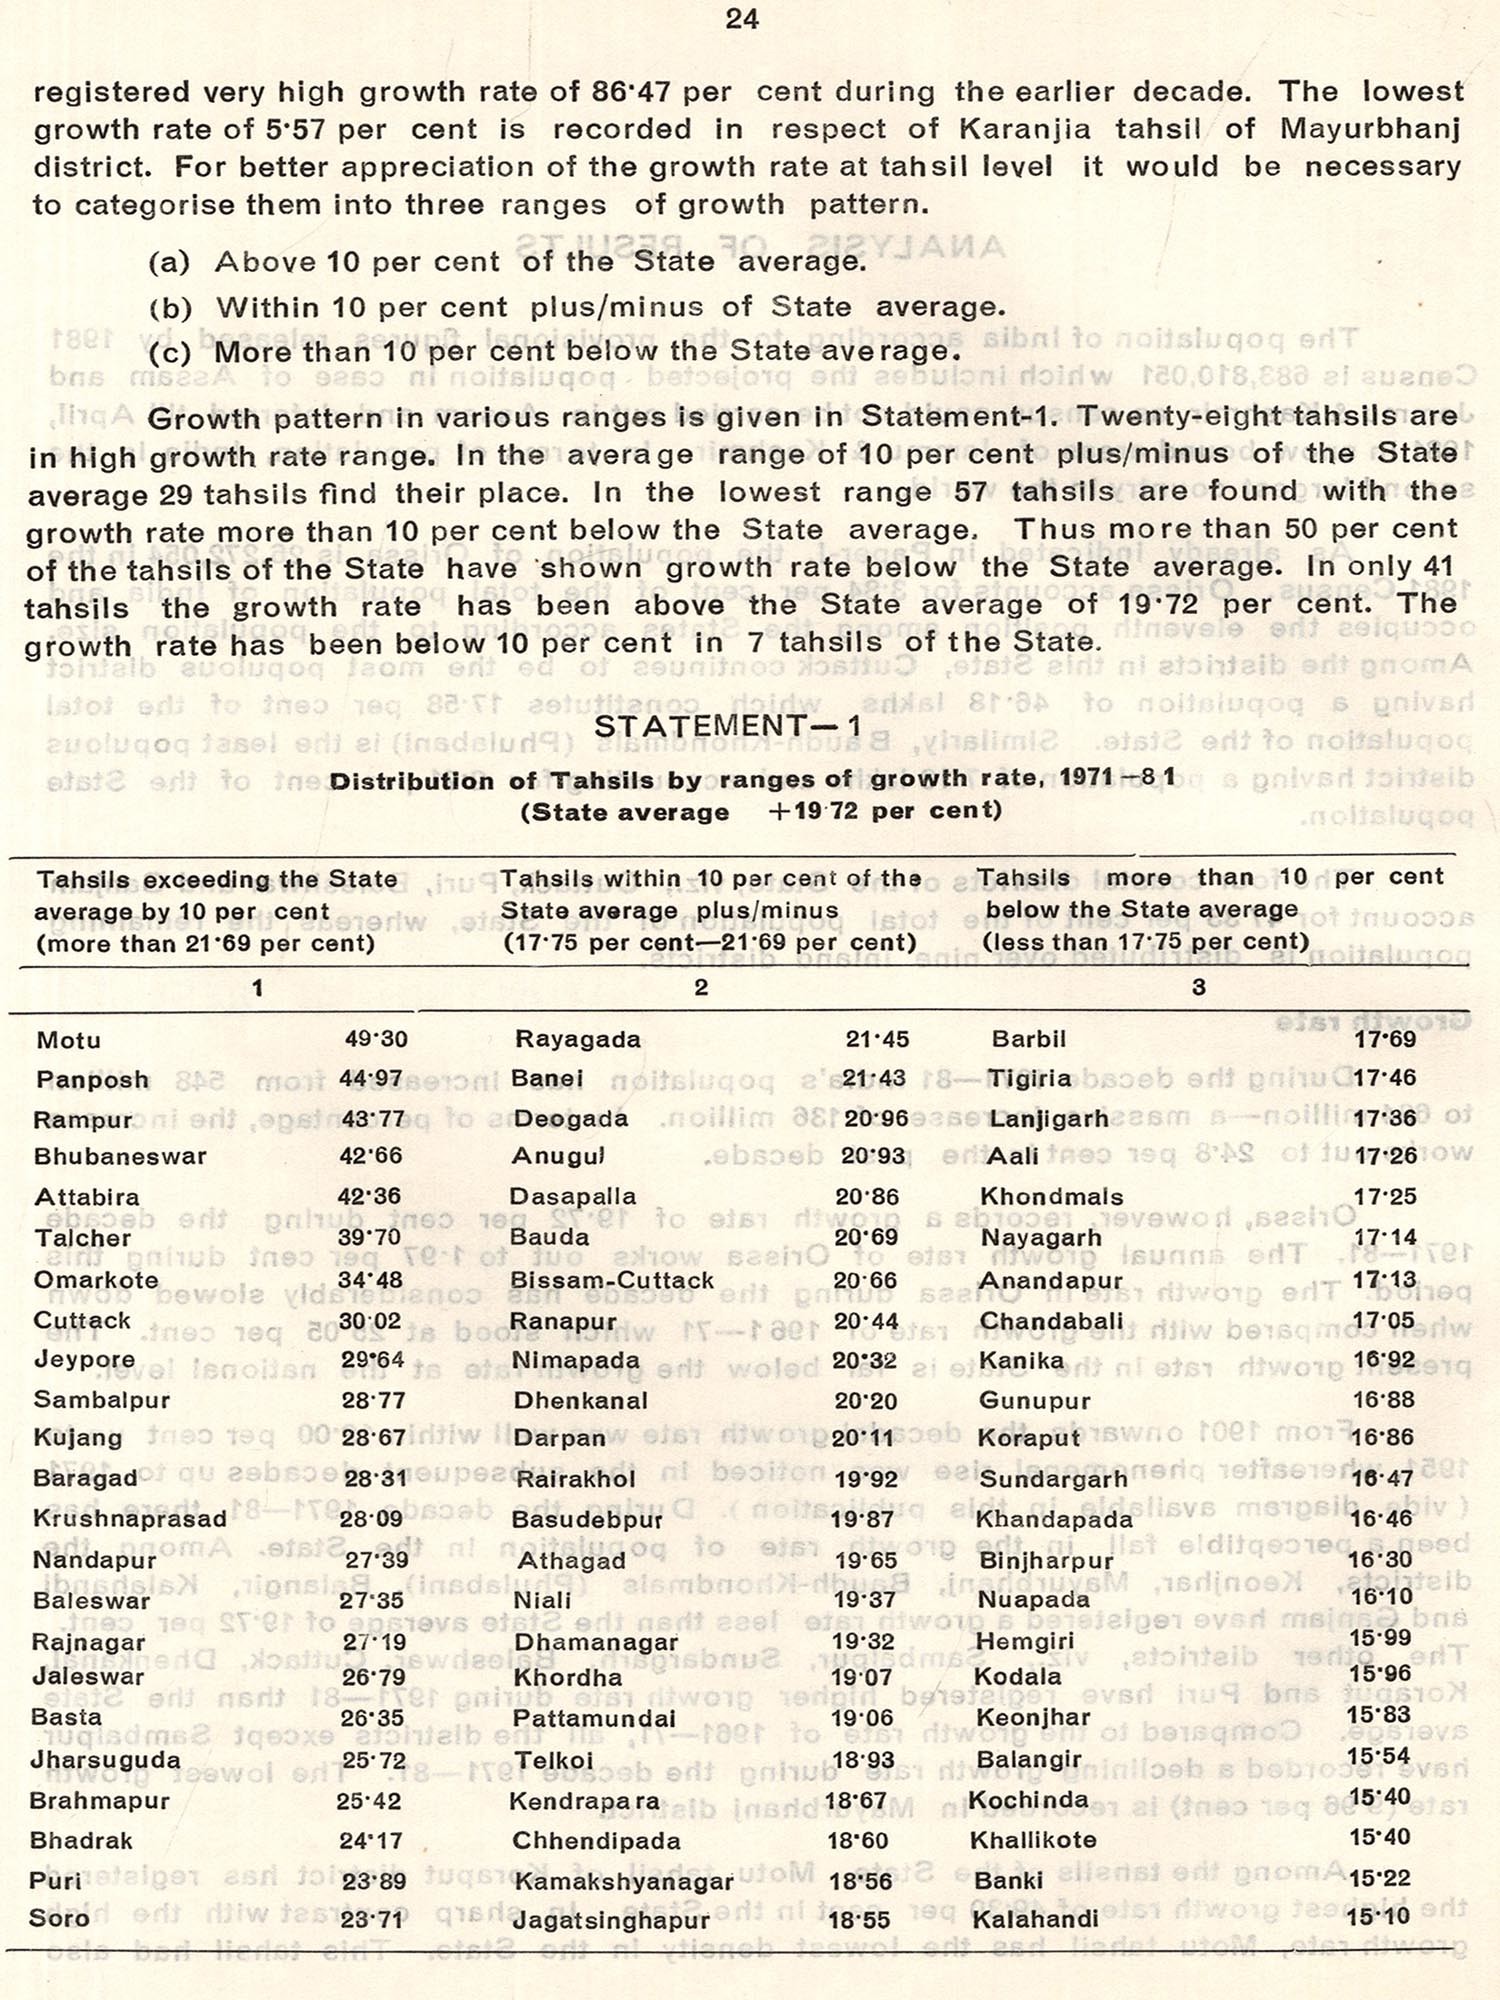 24
registered very high growth rate of 86·47 per cent during the earlier decade. The lowest
growth rate of 5·57 per cent is recorded in respect of Karanjia tahsil of Mayurbhanj
district. For better appreciation of the growth rate at tahsil level it would be necessary
to categorise them into three ranges of growth pattern.
(a) Above 10 per cent of the State average.
(b) Within 10 per cent plus/minus of State average.
(c) More than 10 per cent below the State average.
Growth pattern in various ranges is given in Statement-1. Twenty-eight tahsils are
in high growth rate range. In the average range of 10 per cent plus/minus of the State
average 29 tahsils find their place. In the lowest range 57 tahsils are found with the
growth rate more than 10 per cent below the State average. Thus more than 50 per cent
of the tahsils of the State have shown growth rate below the State average. In only 41
tahsils the growth rate has been above the State average of 19·72 per cent. The
growth rate has been below 10 per cent in 7 tahsils of the State.
STATEMENT—1
Distribution of Tahsils by ranges of growth rate, 1971—81
(State average +19·72 per cent)
Tahsils exceeding the State Tahsils within 10 per cent of the Tahsils more than 10 per cent
average by 10 per cent State average plus/minus below the State average
(more than 21·69 per cent) (17·75 per cent—21·69 per cent) (less than 17·75 per cent)
1 2 3
Motu 49·30 Rayagada 21·45 Barbil 17·69
Panposh 44·97 Banei 21·43 Tigiria 17·46
Rampur 43·77 Deogada 20·96 Lanjigarh 17·36
Bhubaneswar 42·66 Anugul 20·93 Aali 17·26
Attabira 42·36 Dasapalla 20·86 Khondmals 17·25
Talcher 39·70 Bauda 20·69 Nayagarh 17·14
Omarkote 34·48 Bissam-Cuttack 20·66 Anandapur 17·13
Cuttack 30·02 Ranapur 20·44 Chandabali 17·05
Jeypore 29·64 Nimapada 20·32 Kanika 16·92
Sambalpur 28·77 Dhenkanal 20·20 Gunupur 16·88
Kujang 28·67 Darpan 20·11 Koraput 16·86
Baragad 28·31 Rairakhol 19·92 Sundargarh 16·47
Krushnaprasad 28·09 Basudebpur 19·87 Khandapada 16·46
Nandapur 27·39 Athagad 19·65 Binjharpur 16·30
Baleswar 27·35 Niali 19·37 Nuapada 16·10
Rajnagar 27·19 Dhamanagar 19·32 Hemgiri 15·99
Jaleswar 26·79 Khordha 19·07 Kodala 15·96
Basta 26·35 Pattamundai 19·06 Keonjhar 15·83
Jharsuguda 25·72 Telkoi 18·93 Balangir 15·54
Brahmapur 25·42 Kendrapara 18·67 Kochinda 15·40
Bhadrak 24·17 Chhendipada 18·60 Khallikote 15·40
Puri 23·89 Kamakshyanagar 18·56 Banki 15·22
Soro 23·71 Jagatsinghapur 18·55 Kalahandi 15·10